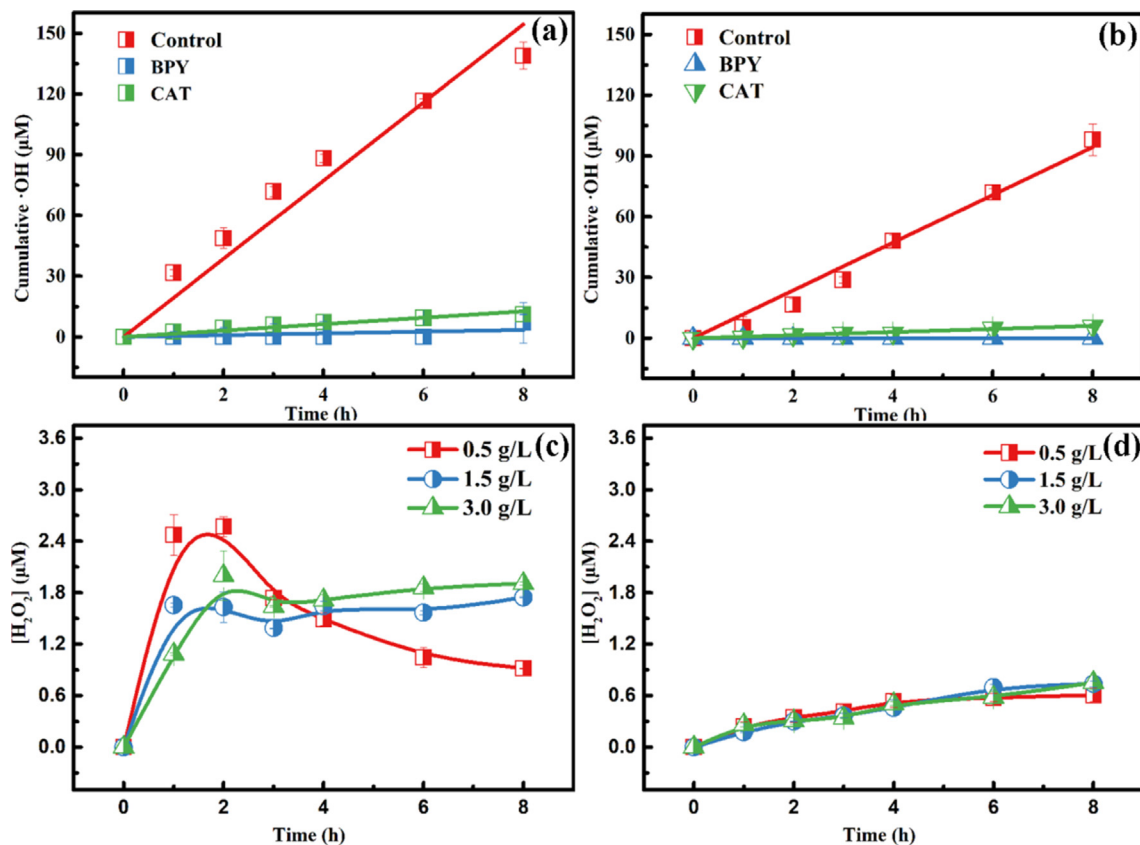 (a)
Control
BPY
CAT
Cumulative ·OH (μM)
150
120
90
60
30
0
0 2 4 6 8
Time (h)
(b)
Control
BPY
CAT
Cumulative ·OH (μM)
150
120
90
60
30
0
0 2 4 6 8
Time (h)
(c)
0.5 g/L
1.5 g/L
3.0 g/L
[H₂O₂] (μM)
3.6
3.0
2.4
1.8
1.2
0.6
0.0
0 2 4 6 8
Time (h)
(d)
0.5 g/L
1.5 g/L
3.0 g/L
[H₂O₂] (μM)
3.6
3.0
2.4
1.8
1.2
0.6
0.0
0 2 4 6 8
Time (h)